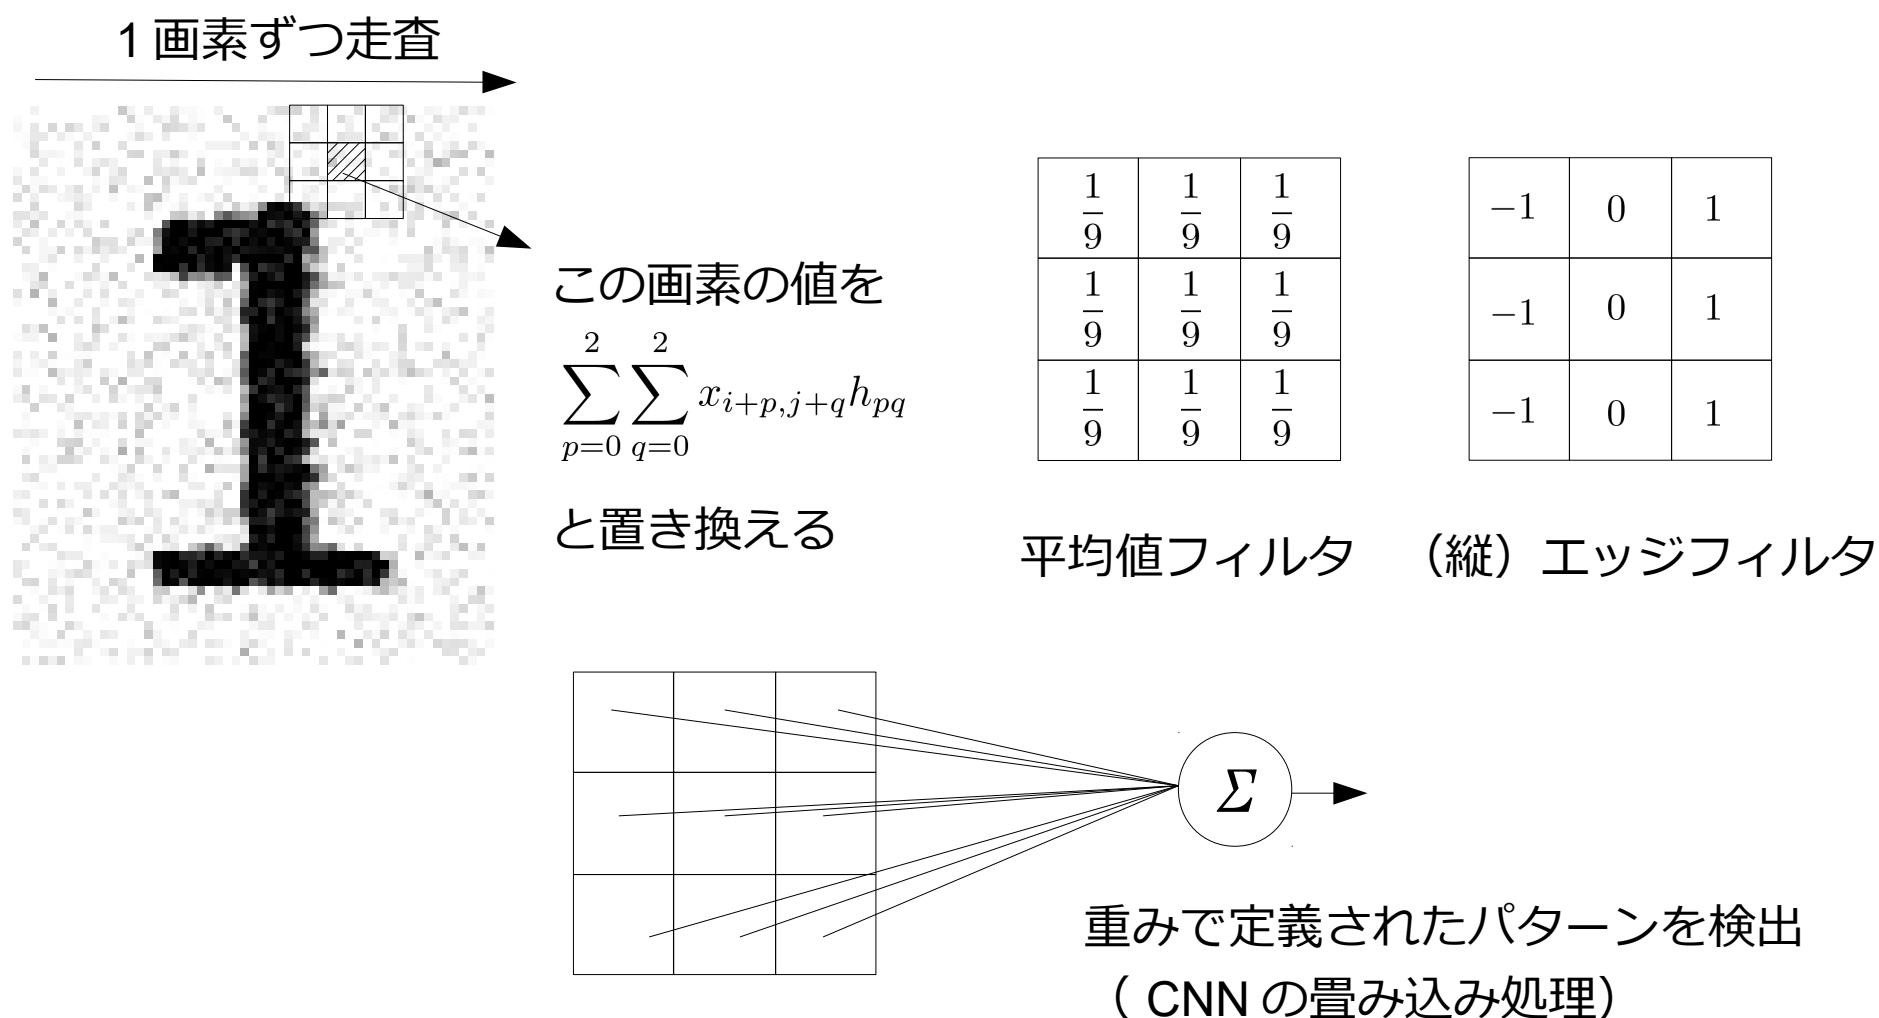 1 画素ずつ走査
この画素の値を
\sum_{p=0}^{2} \sum_{q=0}^{2} x_{i+p,j+q} h_{pq}
と置き換える
1/9 1/9 1/9
1/9 1/9 1/9
1/9 1/9 1/9
平均値フィルタ
−1 0 1
−1 0 1
−1 0 1
（縦）エッジフィルタ
Σ
重みで定義されたパターンを検出
（ CNN の畳み込み処理）